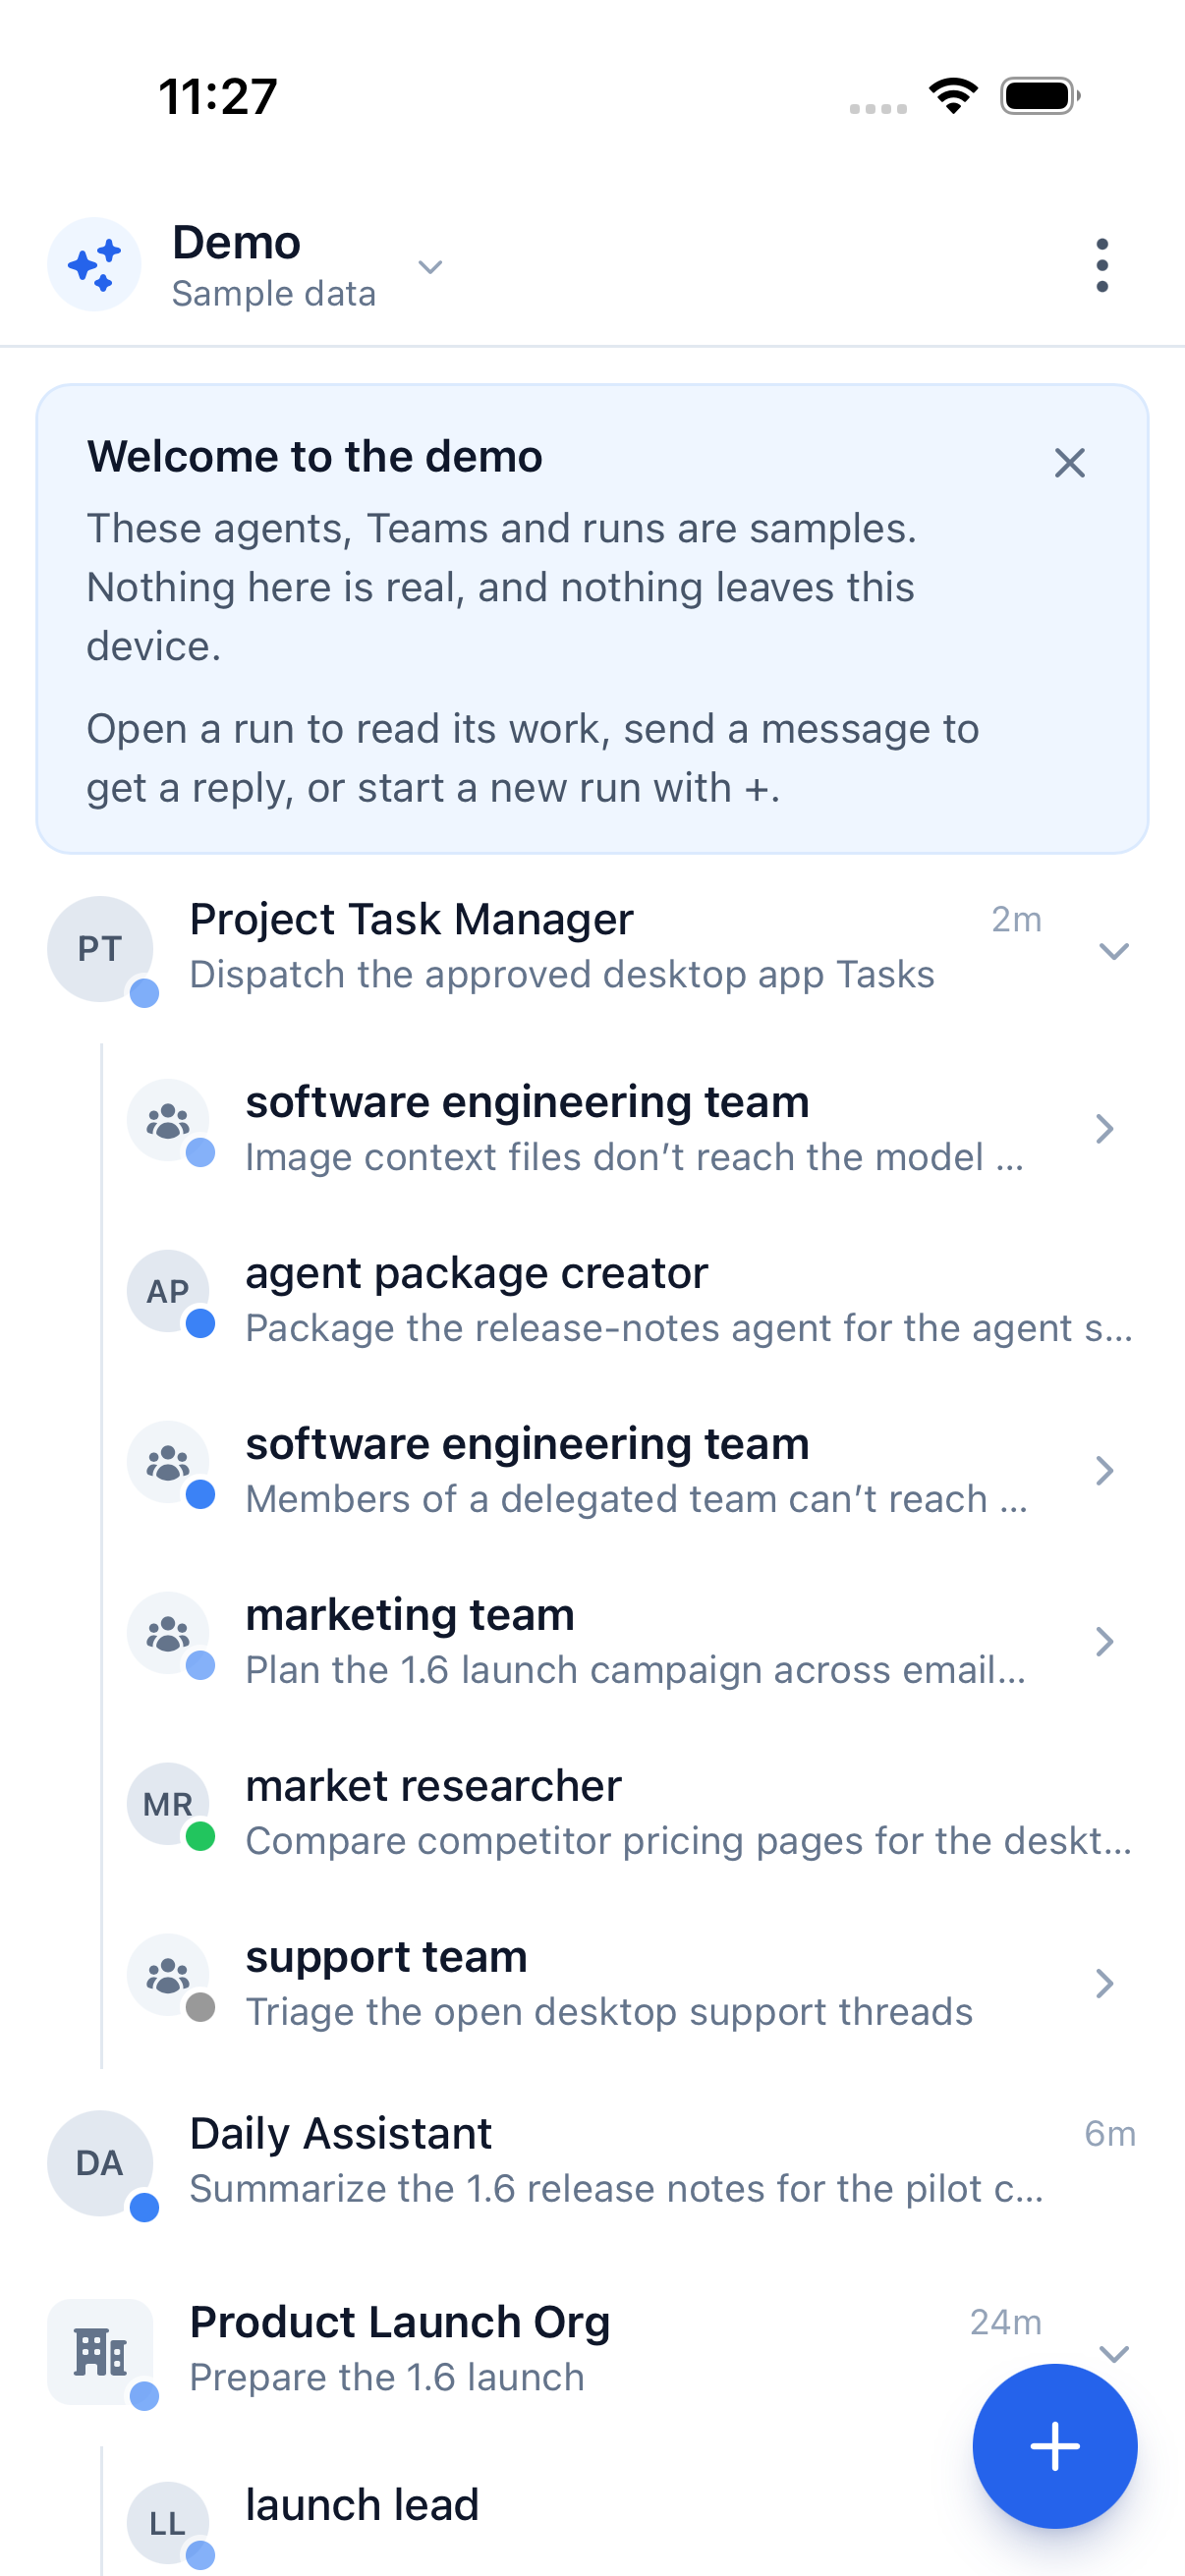 11:27
Demo
Sample data
Welcome to the demo
These agents, Teams and runs are samples.
Nothing here is real, and nothing leaves this
device.
Open a run to read its work, send a message to
get a reply, or start a new run with +.
PT
Project Task Manager
2m
Dispatch the approved desktop app Tasks
software engineering team
Image context files don’t reach the model ...
AP
agent package creator
Package the release-notes agent for the agent s...
software engineering team
Members of a delegated team can’t reach ...
marketing team
Plan the 1.6 launch campaign across email...
MR
market researcher
Compare competitor pricing pages for the deskt...
support team
Triage the open desktop support threads
DA
Daily Assistant
6m
Summarize the 1.6 release notes for the pilot c...
Product Launch Org
24m
Prepare the 1.6 launch
LL
launch lead